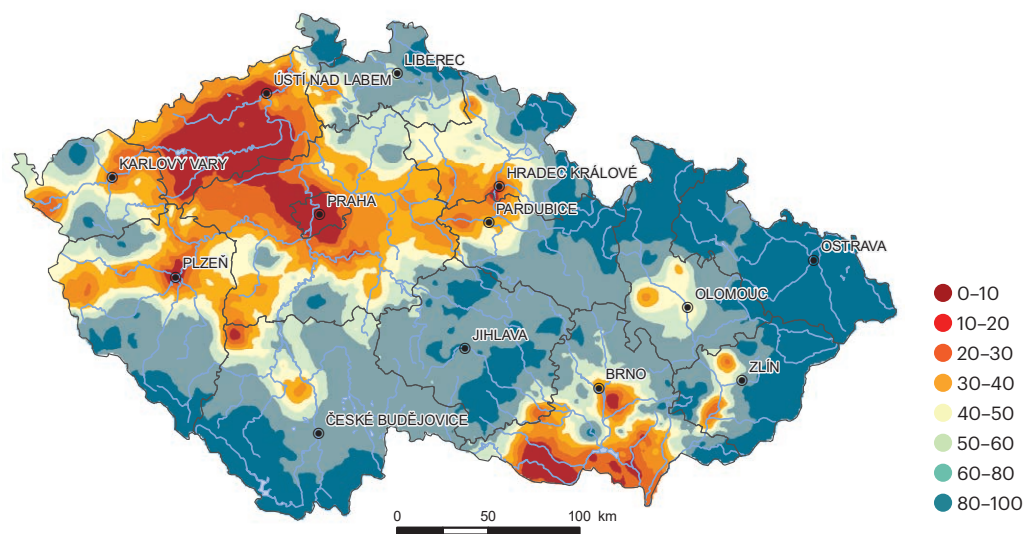 LIBEREC
ÚSTÍ NAD LABEM
KARLOVÝ VARY
HRADEC KRÁLOVÉ
PRAHA
PARDUBICE
OSTRAVA
PLZEŇ
OLOMOUC
JIHLAVA
ZLÍN
BRNO
ČESKÉ BUDĚJOVICE
0–10
10–20
20–30
30–40
40–50
50–60
60–80
80–100
0 50 100 km